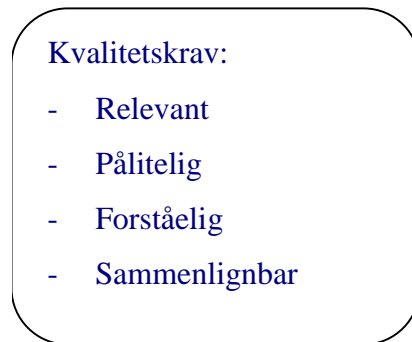 Kvalitetskrav:
- Relevant
- Pålitelig
- Forståelig
- Sammenlignbar